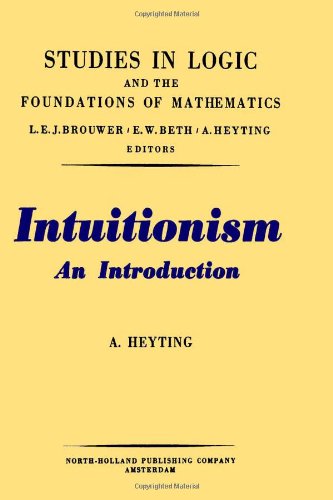 STUDIES IN LOGIC
AND THE
FOUNDATIONS OF MATHEMATICS
L.E.J.BROUWER / E.W.BETH / A.HEYTING
EDITORS
Intuitionism
An Introduction
A. HEYTING
NORTH-HOLLAND PUBLISHING COMPANY
AMSTERDAM